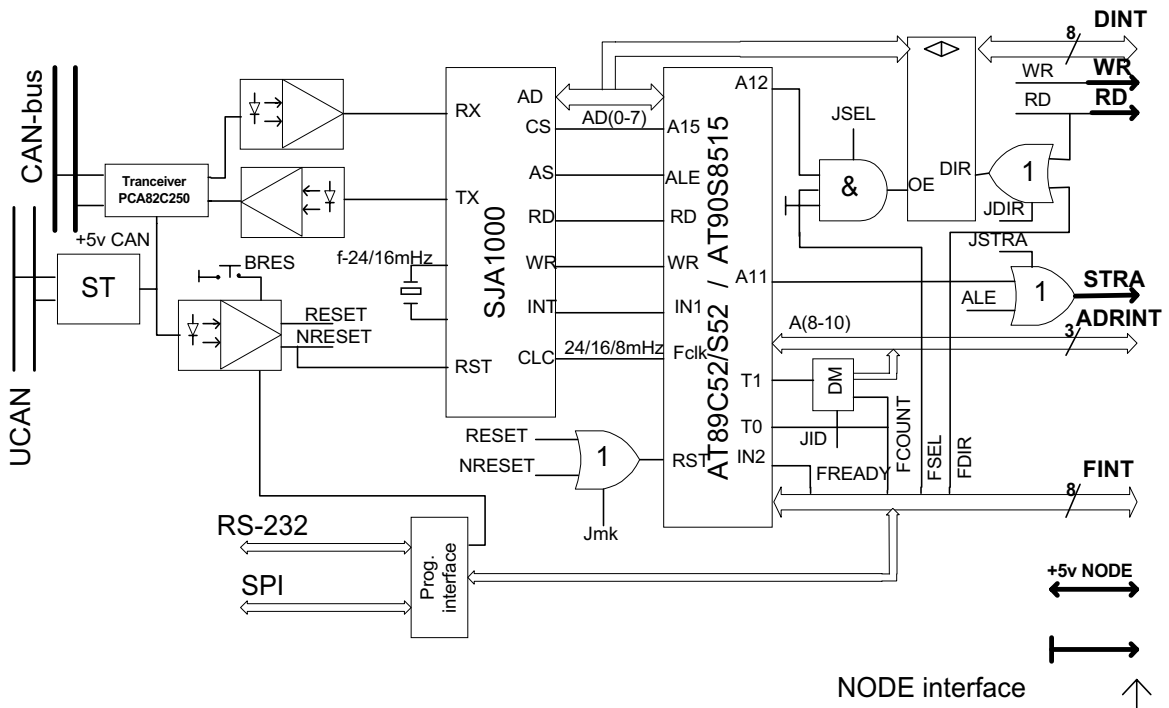 CAN-bus
UCAN
Tranceiver
PCA82C250
+5v CAN
ST
BRES
RESET
NRESET
f-24/16mHz
RX
TX
RST
SJA1000
AD
CS
AS
RD
WR
INT
CLC
AD(0-7)
24/16/8mHz
A15
ALE
RD
WR
IN1
Fclk
RST
AT89C52/S52 / AT90S8515
A12
A11
T1
T0
IN2
RESET
NRESET
1
Jmk
RS-232
SPI
Prog.
interface
JSEL
&
OE
DIR
1
JDIR
JSTRA
ALE
1
A(8-10)
DM
JID
FREADY
FCOUNT
FSEL
FDIR
8
DINT
WR
WR
RD
RD
STRA
ADRINT
3
FINT
8
+5v NODE
NODE interface